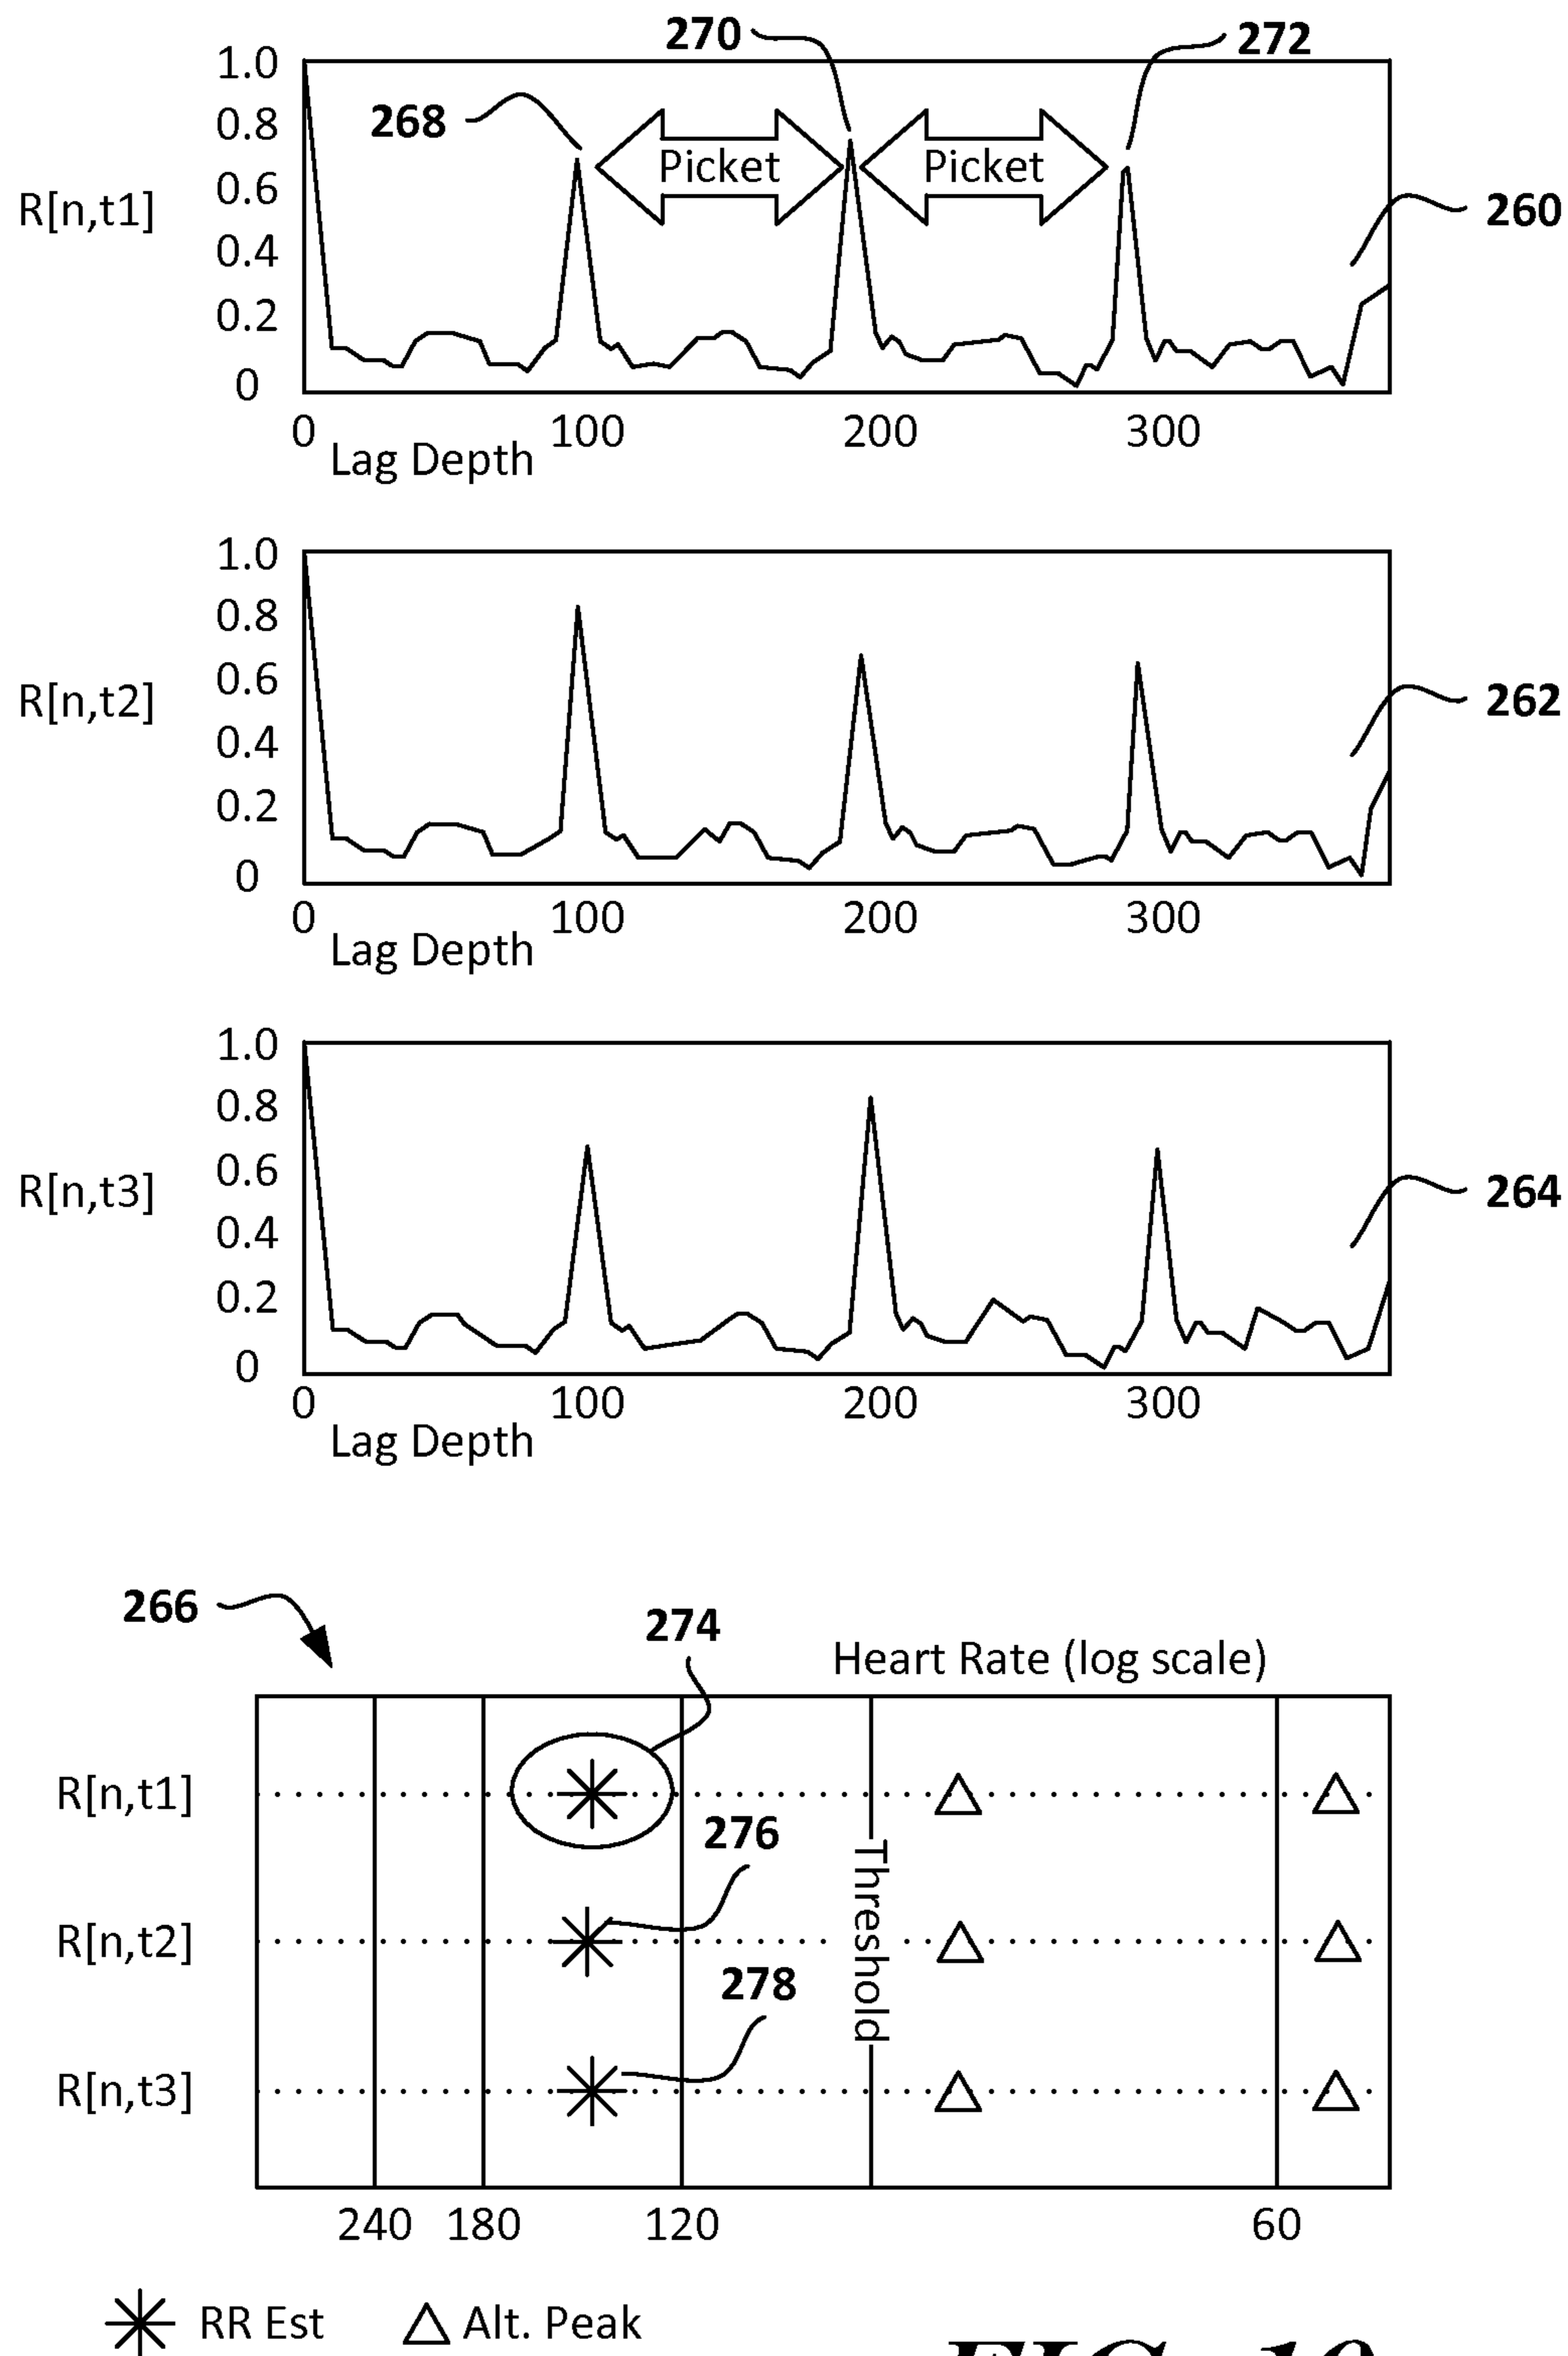 270
272
268
1.0
0.8
0.6
0.4
0.2
0
R[n,t1]
Picket
Picket
260
0 100 200 300
Lag Depth
1.0
0.8
0.6
0.4
0.2
0
R[n,t2]
262
0 100 200 300
Lag Depth
1.0
0.8
0.6
0.4
0.2
0
R[n,t3]
264
0 100 200 300
Lag Depth
266
274
Heart Rate (log scale)
R[n,t1]
276
R[n,t2]
Threshold
278
R[n,t3]
240 180 120 60
RR Est
Alt. Peak